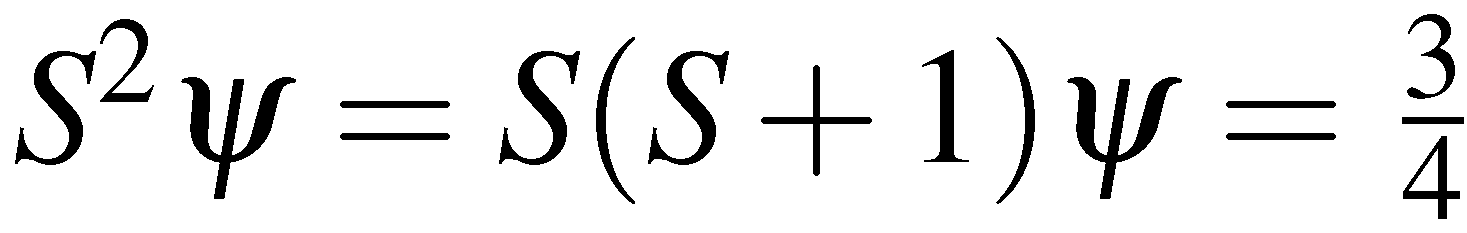 S²ψ = S(S + 1)ψ = 3/4